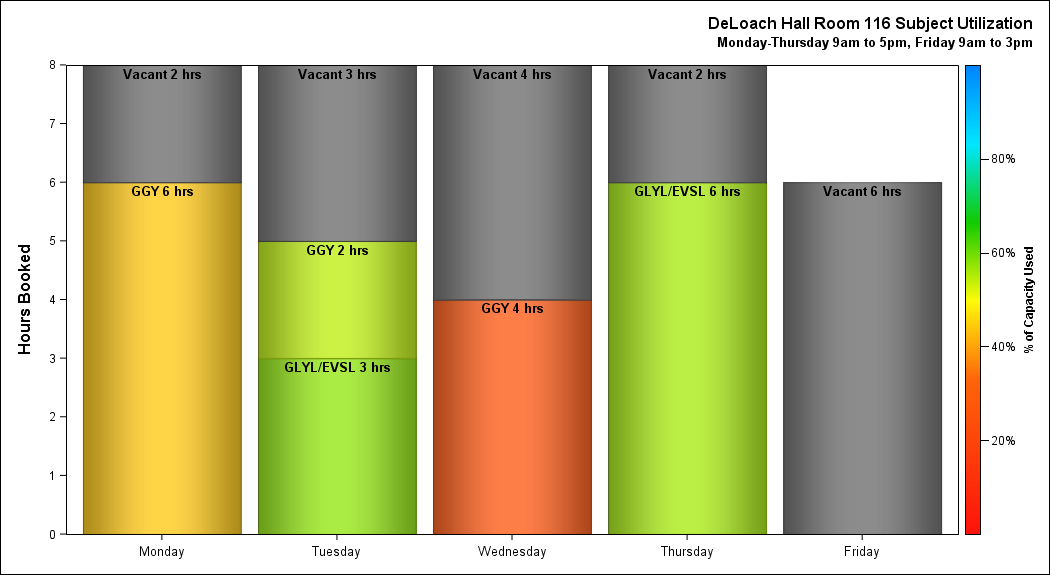 DeLoach Hall Room 116 Subject Utilization
Monday-Thursday 9am to 5pm, Friday 9am to 3pm
8
7
6
5
4
3
2
1
0
Hours Booked
Vacant 2 hrs
GGY 6 hrs
Vacant 3 hrs
GGY 2 hrs
GLYL/EVSL 3 hrs
Vacant 4 hrs
GGY 4 hrs
Vacant 2 hrs
GLYL/EVSL 6 hrs
Vacant 6 hrs
Monday
Tuesday
Wednesday
Thursday
Friday
80%
60%
40%
20%
% of Capacity Used